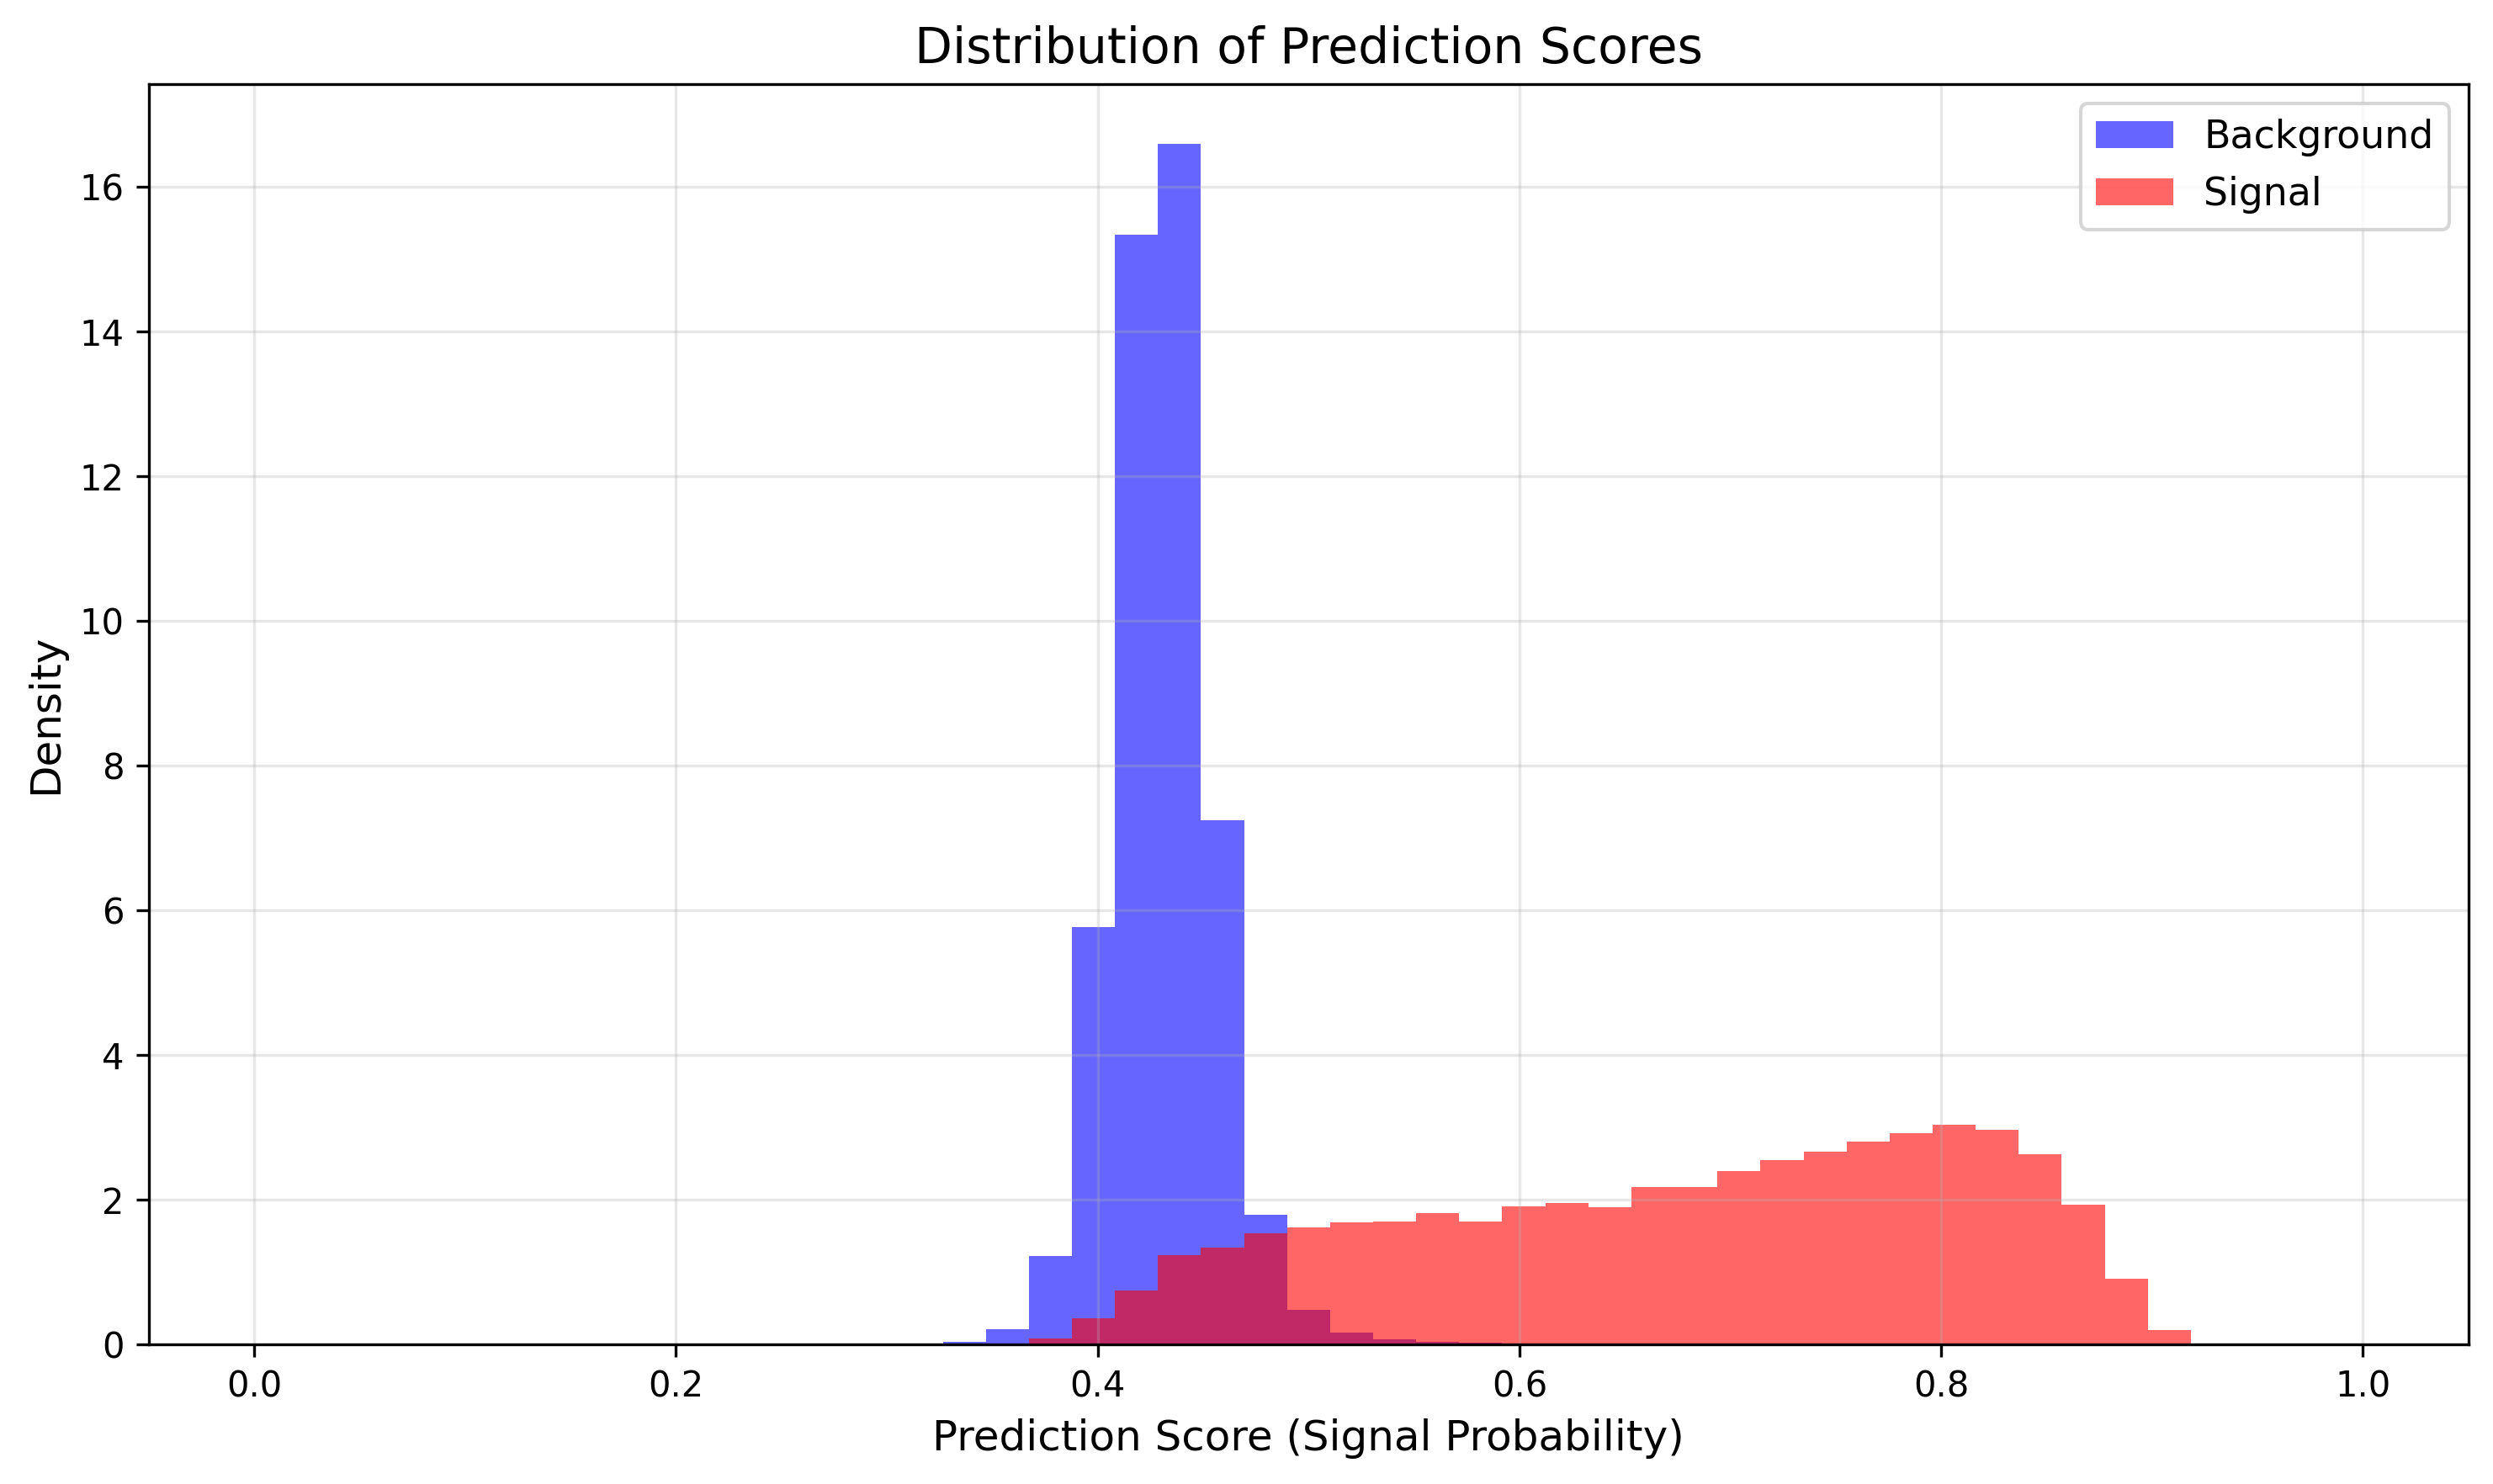 Distribution of Prediction Scores
Background
Signal
16
14
12
10
8
6
4
2
0
Density
0.0 0.2 0.4 0.6 0.8 1.0
Prediction Score (Signal Probability)